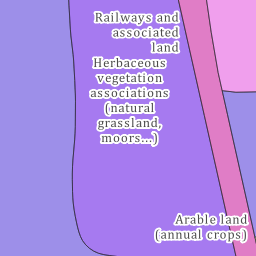 Railways and
associated
land
Herbaceous
vegetation
associations
(natural
grassland,
moors...)
Arable land
(annual crops)